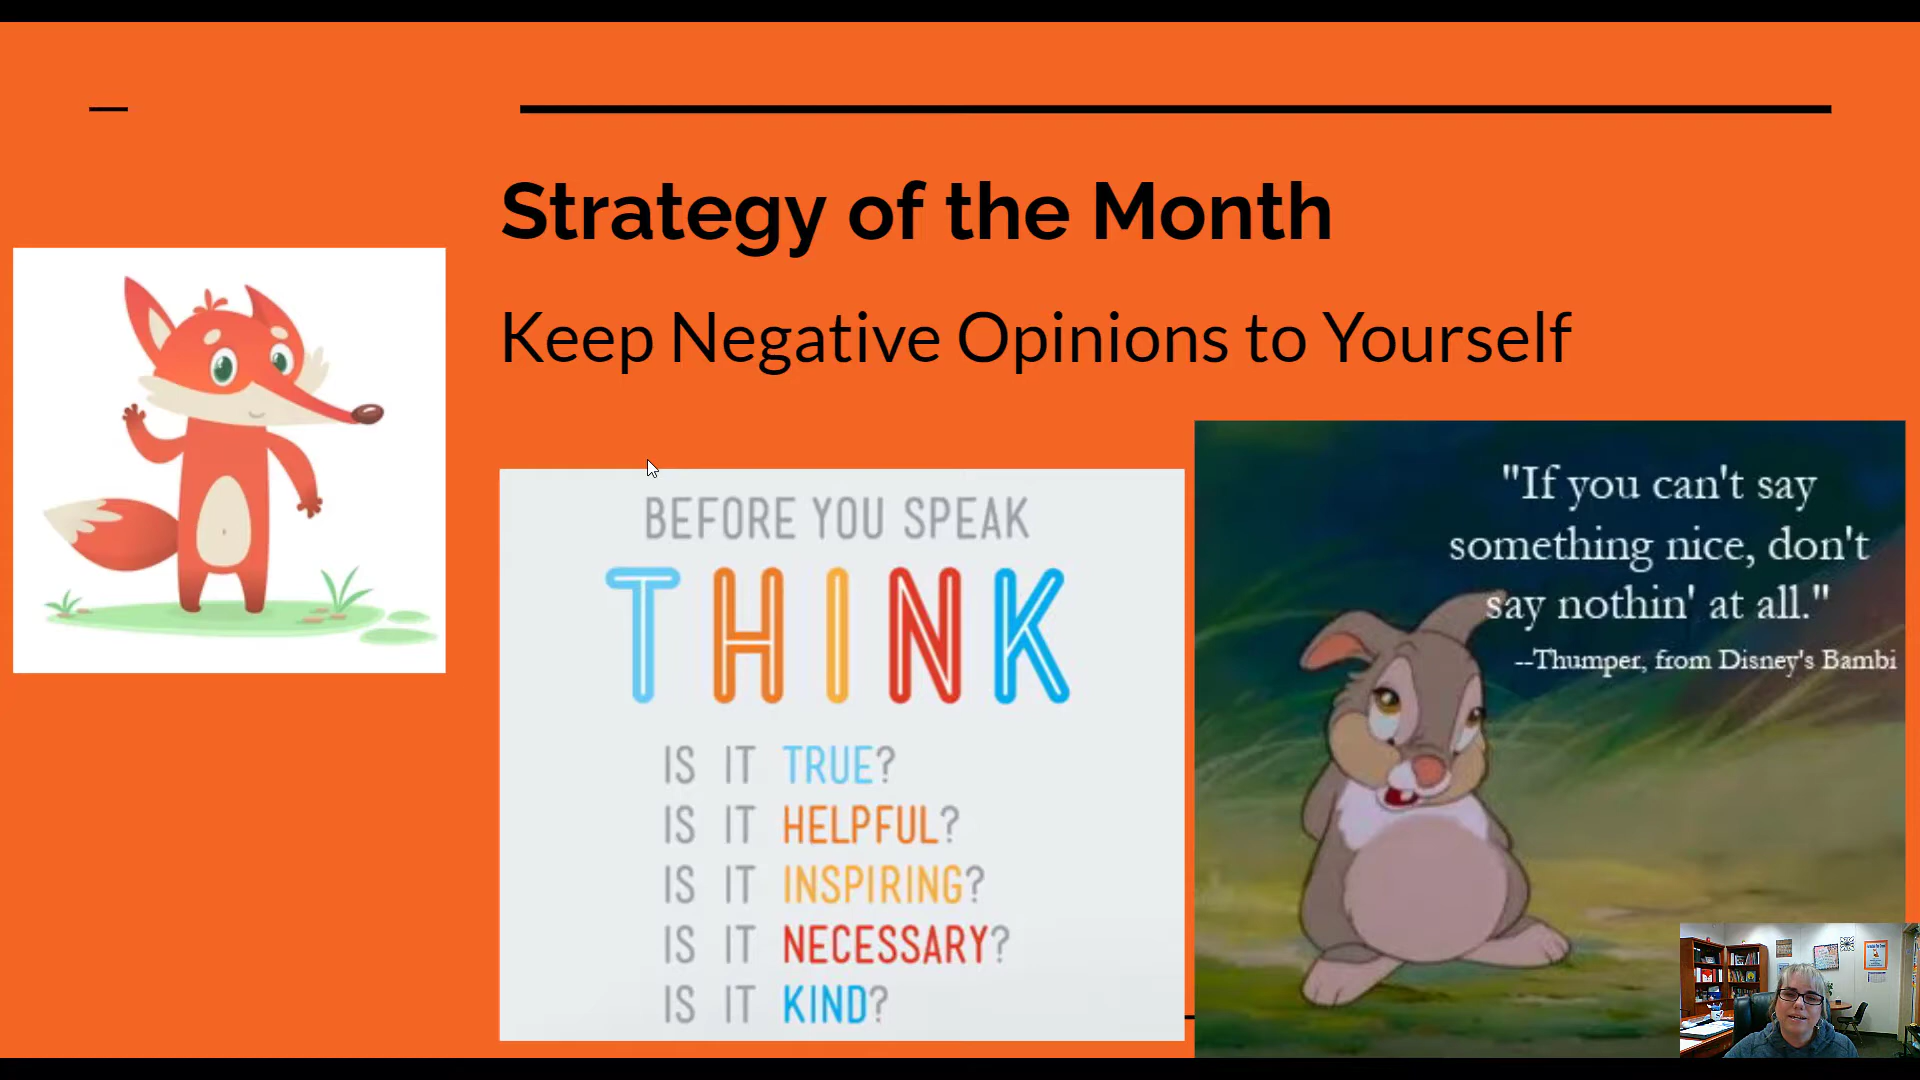 Strategy of the Month
Keep Negative Opinions to Yourself
BEFORE YOU SPEAK
THINK
IS IT TRUE?
IS IT HELPFUL?
IS IT INSPIRING?
IS IT NECESSARY?
IS IT KIND?
"If you can't say
something nice, don't
say nothin' at all."
--Thumper, from Disney's Bambi